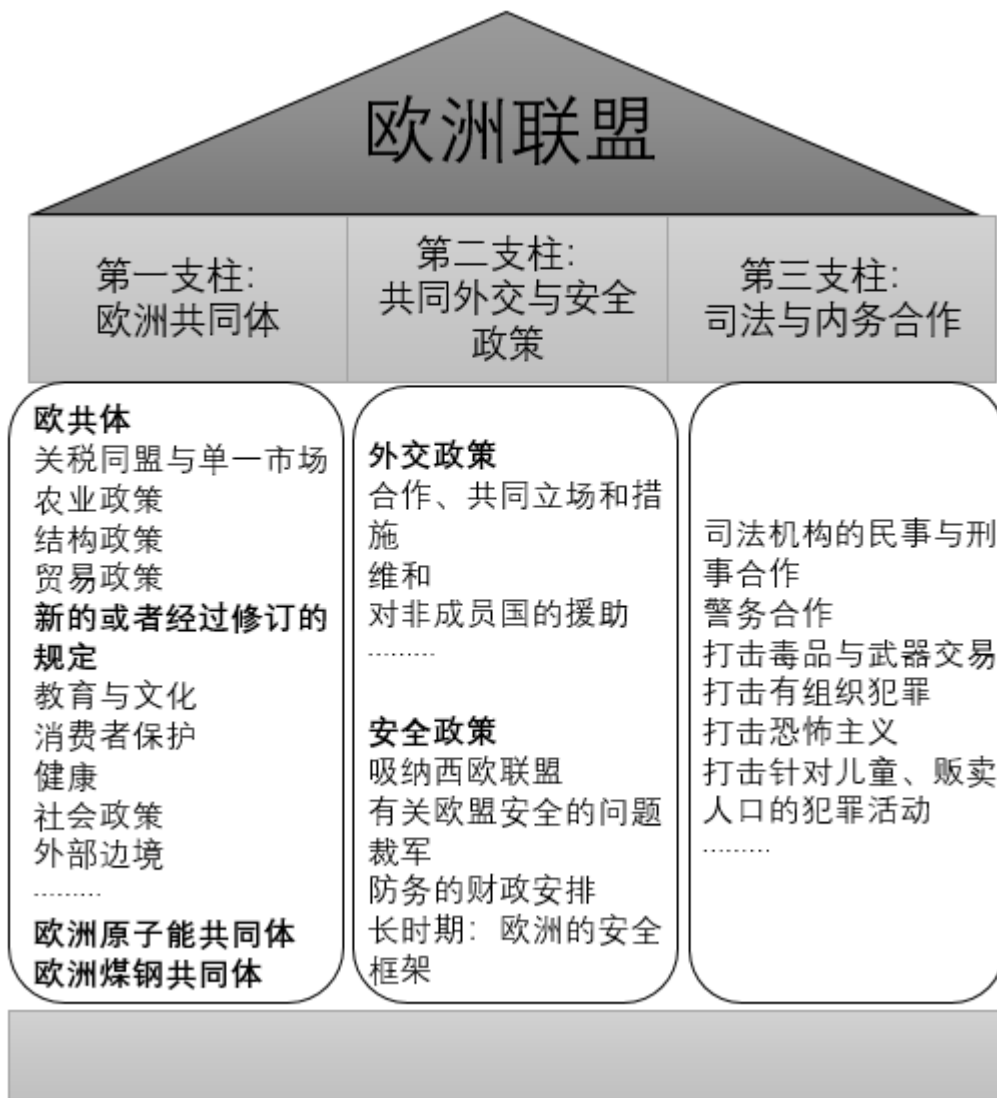 欧洲联盟
第一支柱：
欧洲共同体
第二支柱：
共同外交与安全
政策
第三支柱：
司法与内务合作
欧共体
关税同盟与单一市场
农业政策
结构政策
贸易政策
新的或者经过修订的
规定
教育与文化
消费者保护
健康
社会政策
外部边境
………
欧洲原子能共同体
欧洲煤钢共同体
外交政策
合作、共同立场和措
施
维和
对非成员国的援助
………
安全政策
吸纳西欧联盟
有关欧盟安全的问题
裁军
防务的财政安排
长时期：欧洲的安全
框架
司法机构的民事与刑
事合作
警务合作
打击毒品与武器交易
打击有组织犯罪
打击恐怖主义
打击针对儿童、贩卖
人口的犯罪活动
………